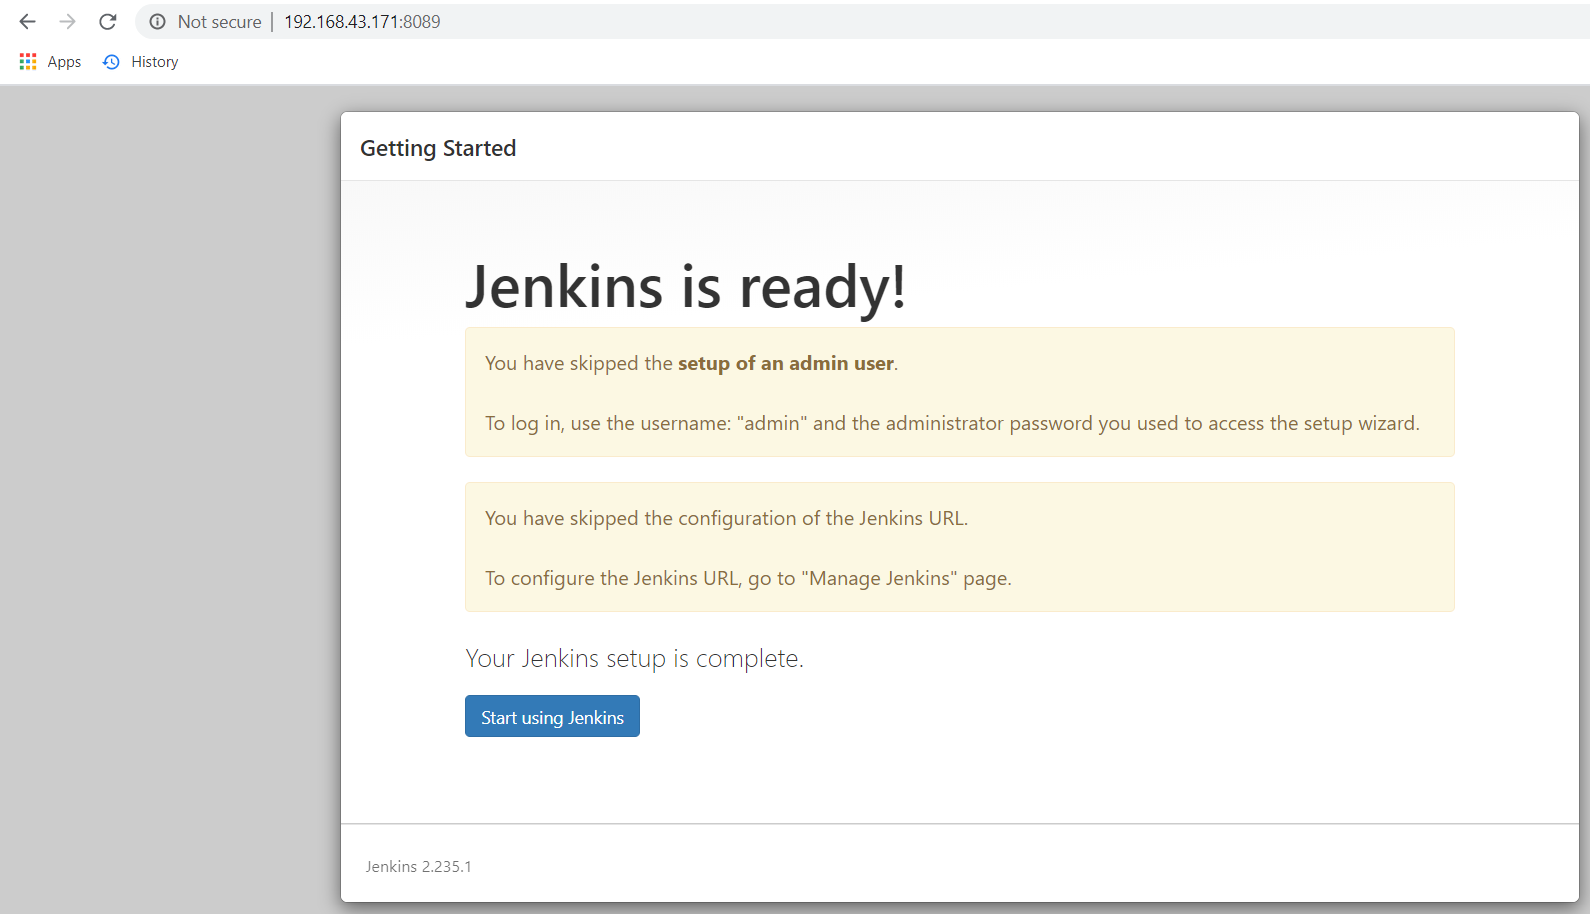 Not secure | 192.168.43.171:8089
Apps History
Getting Started
Jenkins is ready!
You have skipped the setup of an admin user.
To log in, use the username: "admin" and the administrator password you used to access the setup wizard.
You have skipped the configuration of the Jenkins URL.
To configure the Jenkins URL, go to "Manage Jenkins" page.
Your Jenkins setup is complete.
Start using Jenkins
Jenkins 2.235.1